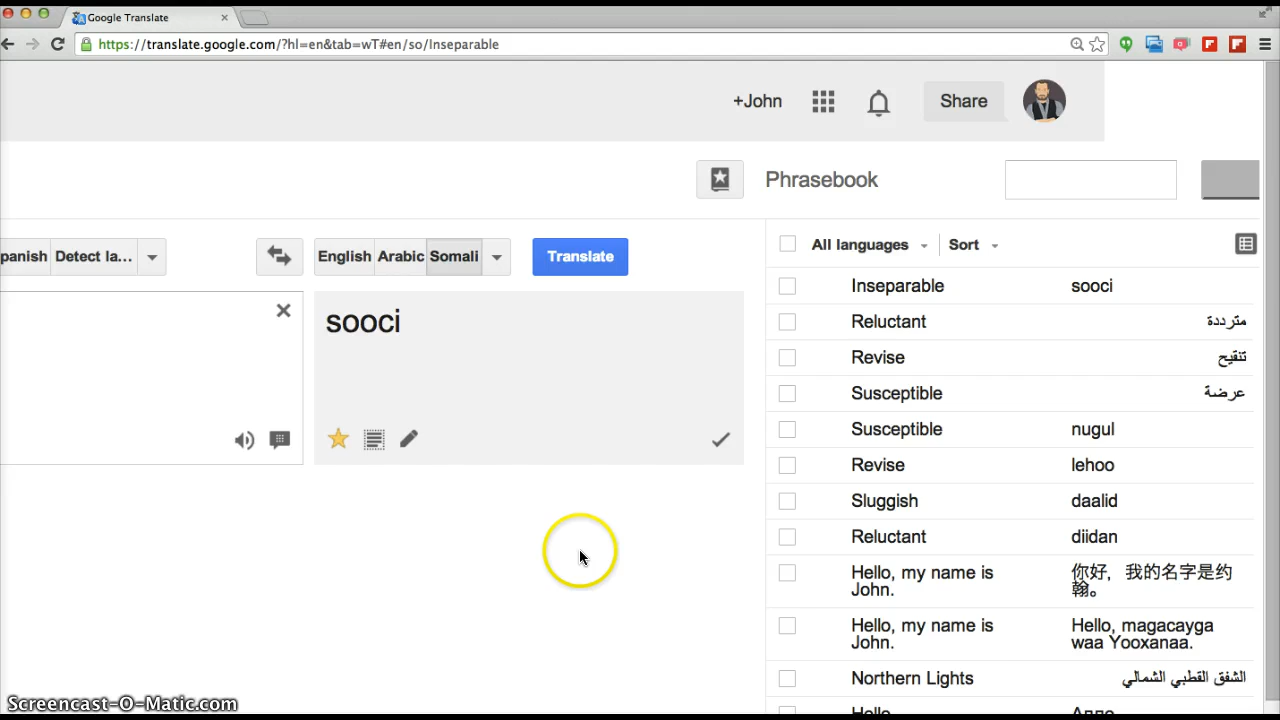 Google Translate
https://translate.google.com/?hl=en&tab=wT#en/so/Inseparable
+John
Share
Phrasebook
panish Detect la... English Arabic Somali Translate
All languages Sort
sooci
Inseparable sooci
Reluctant مترددة
Revise تنقيح
Susceptible عرضة
Susceptible nugul
Revise lehoo
Sluggish daalid
Reluctant diidan
Hello, my name is 你好，我的名字是约
John. 翰。
Hello, my name is Hello, magacayga
John. waa Yooxanaa.
Northern Lights الشفق القطبي الشمالي
Screencast-O-Matic.com